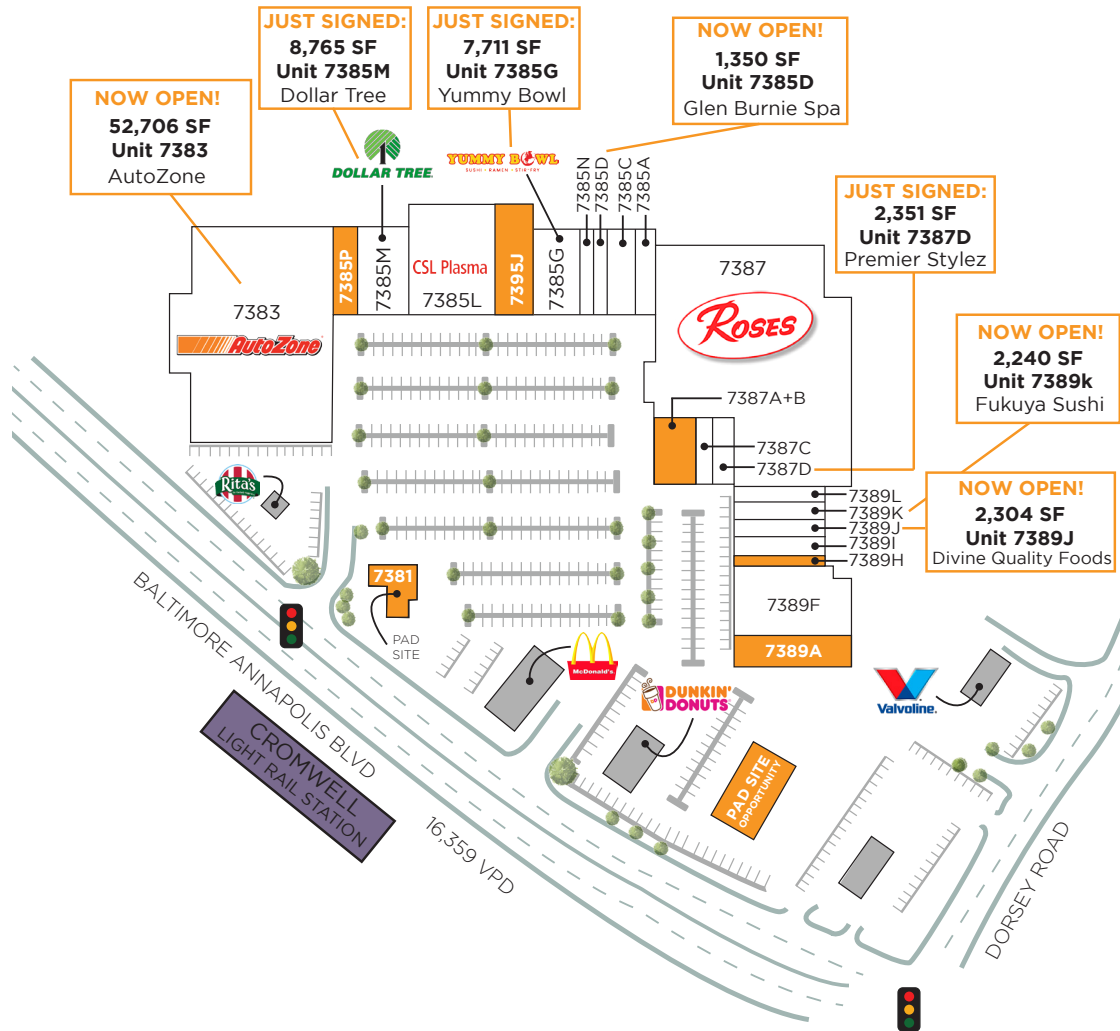 JUST SIGNED:
8,765 SF
Unit 7385M
Dollar Tree
JUST SIGNED:
7,711 SF
Unit 7385G
Yummy Bowl
NOW OPEN!
1,350 SF
Unit 7385D
Glen Burnie Spa
NOW OPEN!
52,706 SF
Unit 7383
AutoZone
DOLLAR TREE
YUMMY BOWL
SUSHI • RAMEN • STIR-FRY
7385N
7385D
7385C
7385A
JUST SIGNED:
2,351 SF
Unit 7387D
Premier Stylez
7385P
7385M
CSL Plasma
7385L
7395J
7385G
7387
ROSES
7383
AutoZone
NOW OPEN!
2,240 SF
Unit 7389k
Fukuya Sushi
7387A+B
7387C
7387D
Rita's
7389L
7389K
7389J
7389I
7389H
NOW OPEN!
2,304 SF
Unit 7389J
Divine Quality Foods
7381
PAD
SITE
7389F
7389A
McDonald's
DUNKIN'
DONUTS
Valvoline.
BALTIMORE ANNAPOLIS BLVD
CROMWELL
LIGHT RAIL STATION
16,359 VPD
PAD SITE
OPPORTUNITY
DORSEY ROAD